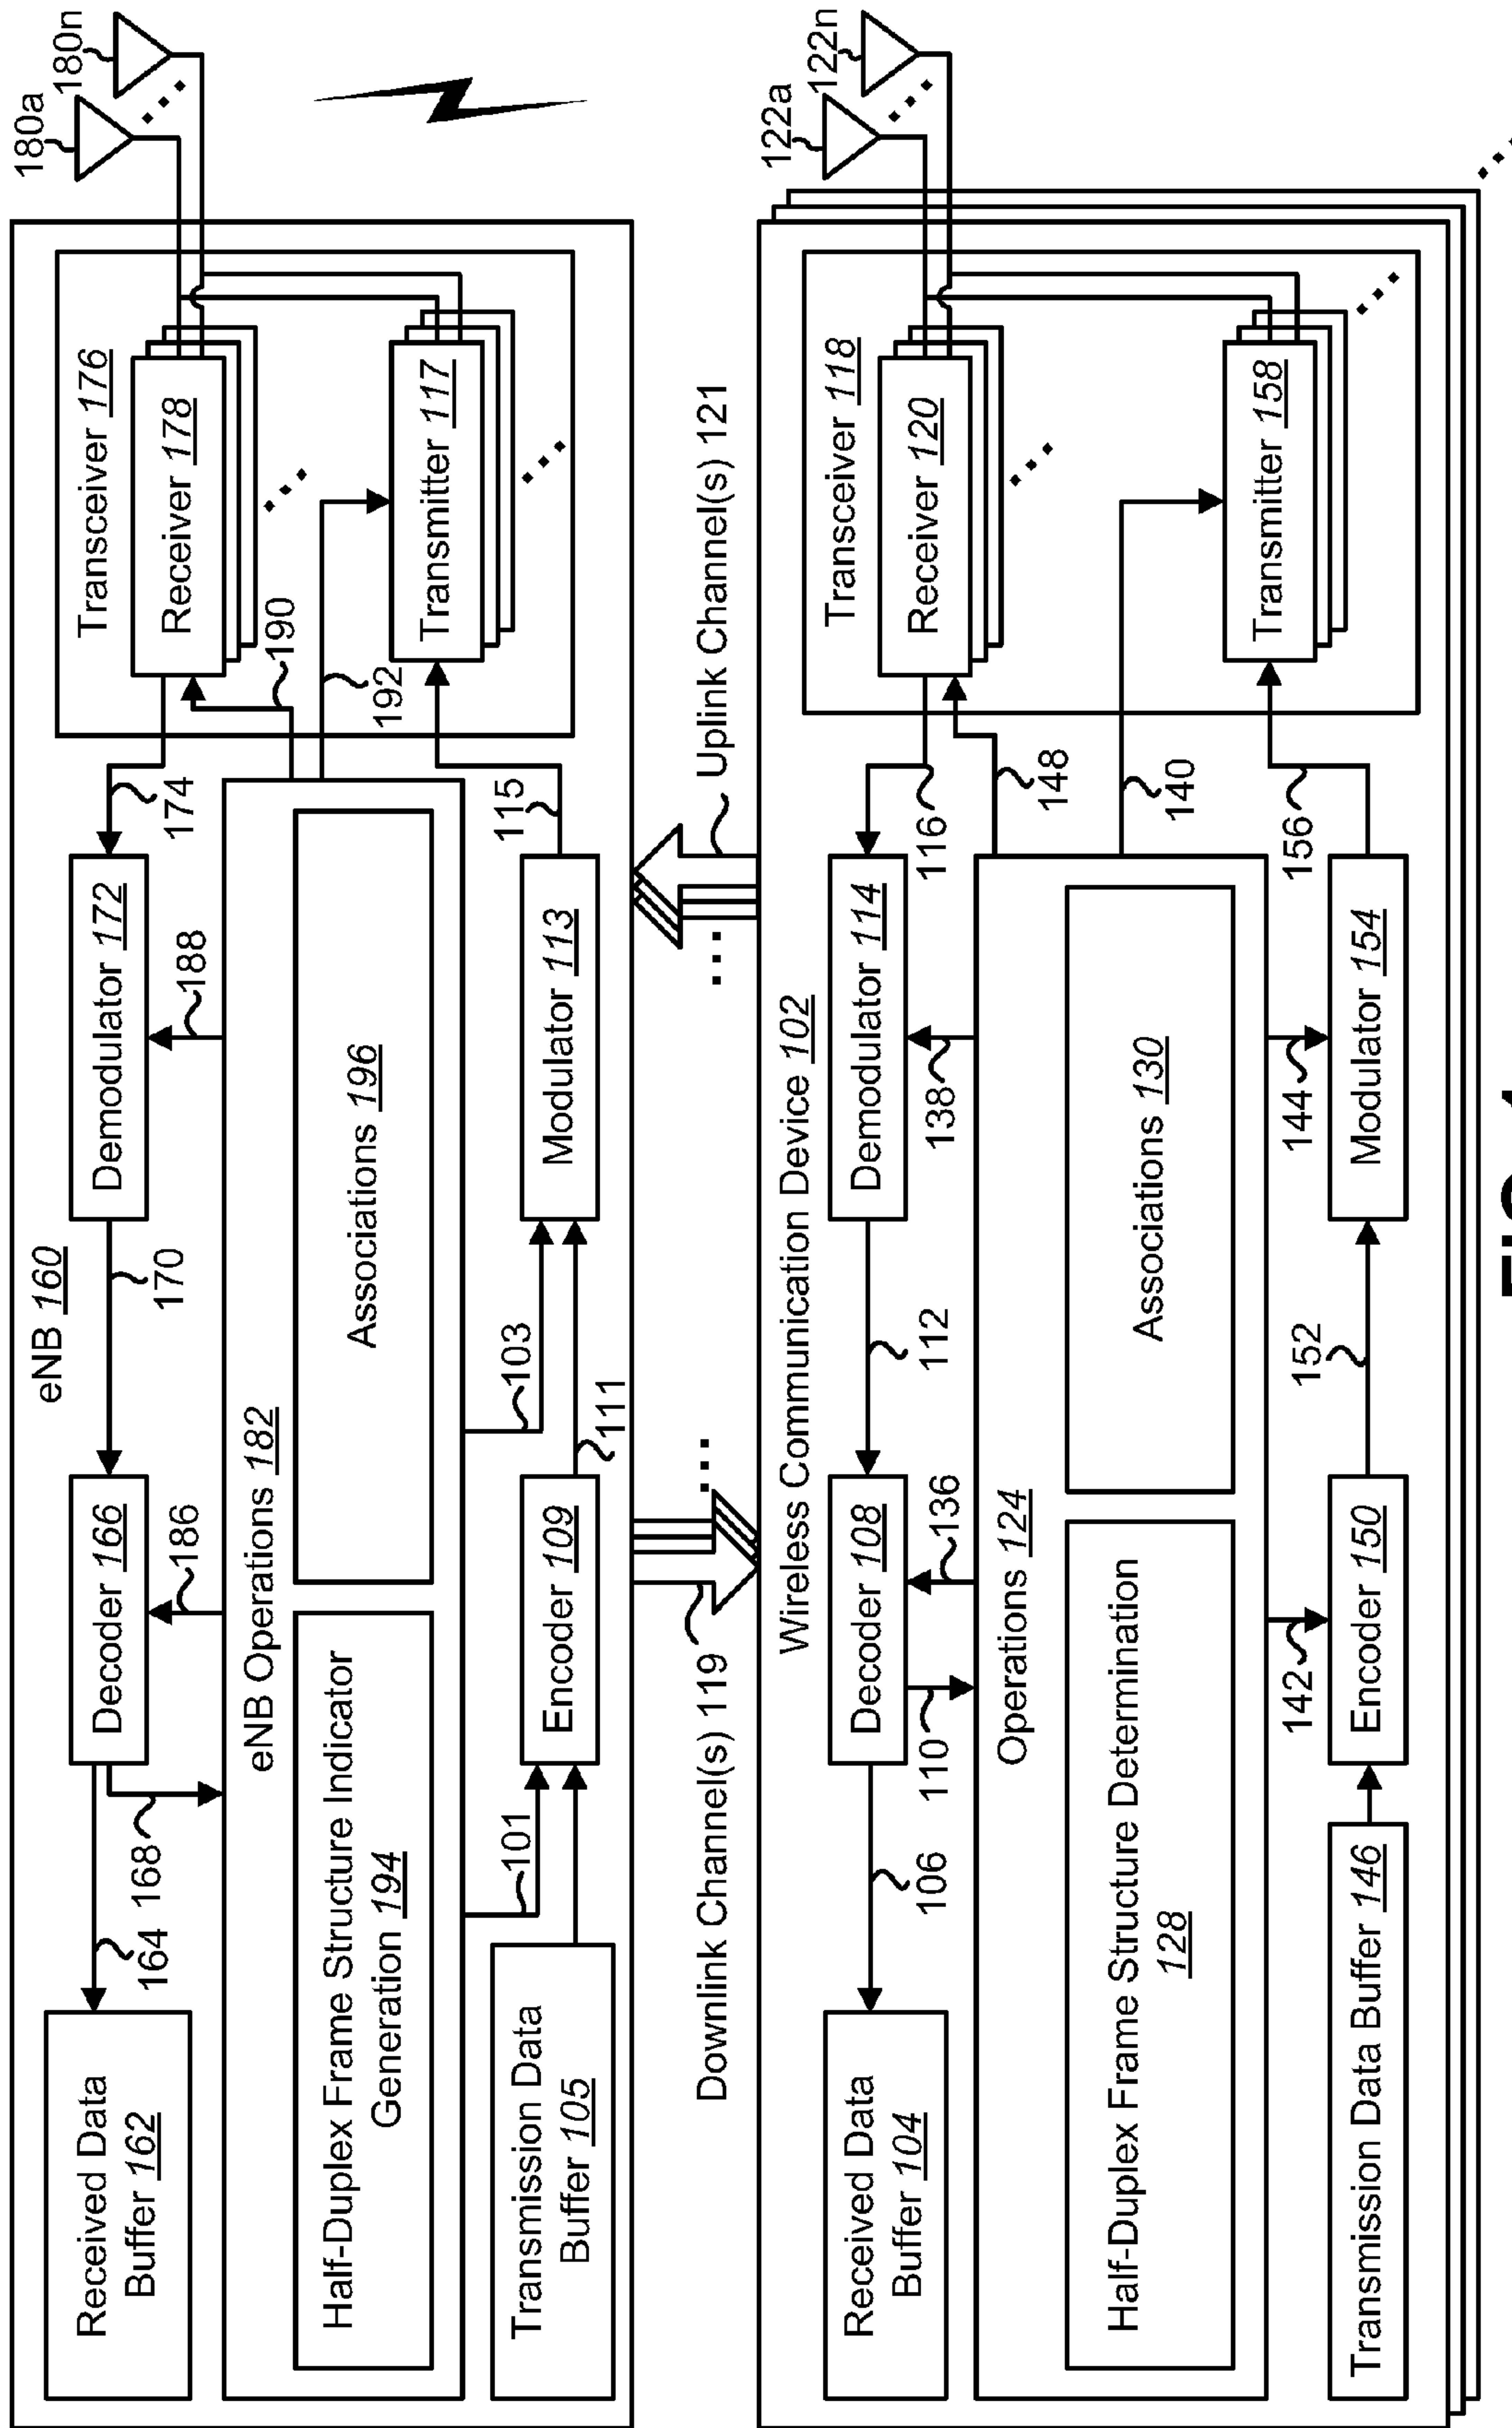 eNB 160
Received Data
Buffer 162
164
168
Decoder 166
170
186
Demodulator 172
188
174
Transceiver 176
Receiver 178
190
192
Transmitter 117
180a
180n
eNB Operations 182
Half-Duplex Frame Structure Indicator
Generation 194
Associations 196
101
103
Transmission Data
Buffer 105
Encoder 109
111
Modulator 113
115
Downlink Channel(s) 119
Uplink Channel(s) 121
Wireless Communication Device 102
Received Data
Buffer 104
106
Decoder 108
110
136
112
Demodulator 114
138
116
148
Transceiver 118
Receiver 120
140
Transmitter 158
122a
122n
Operations 124
Half-Duplex Frame Structure Determination
128
Associations 130
142
144
Transmission Data Buffer 146
Encoder 150
152
Modulator 154
156